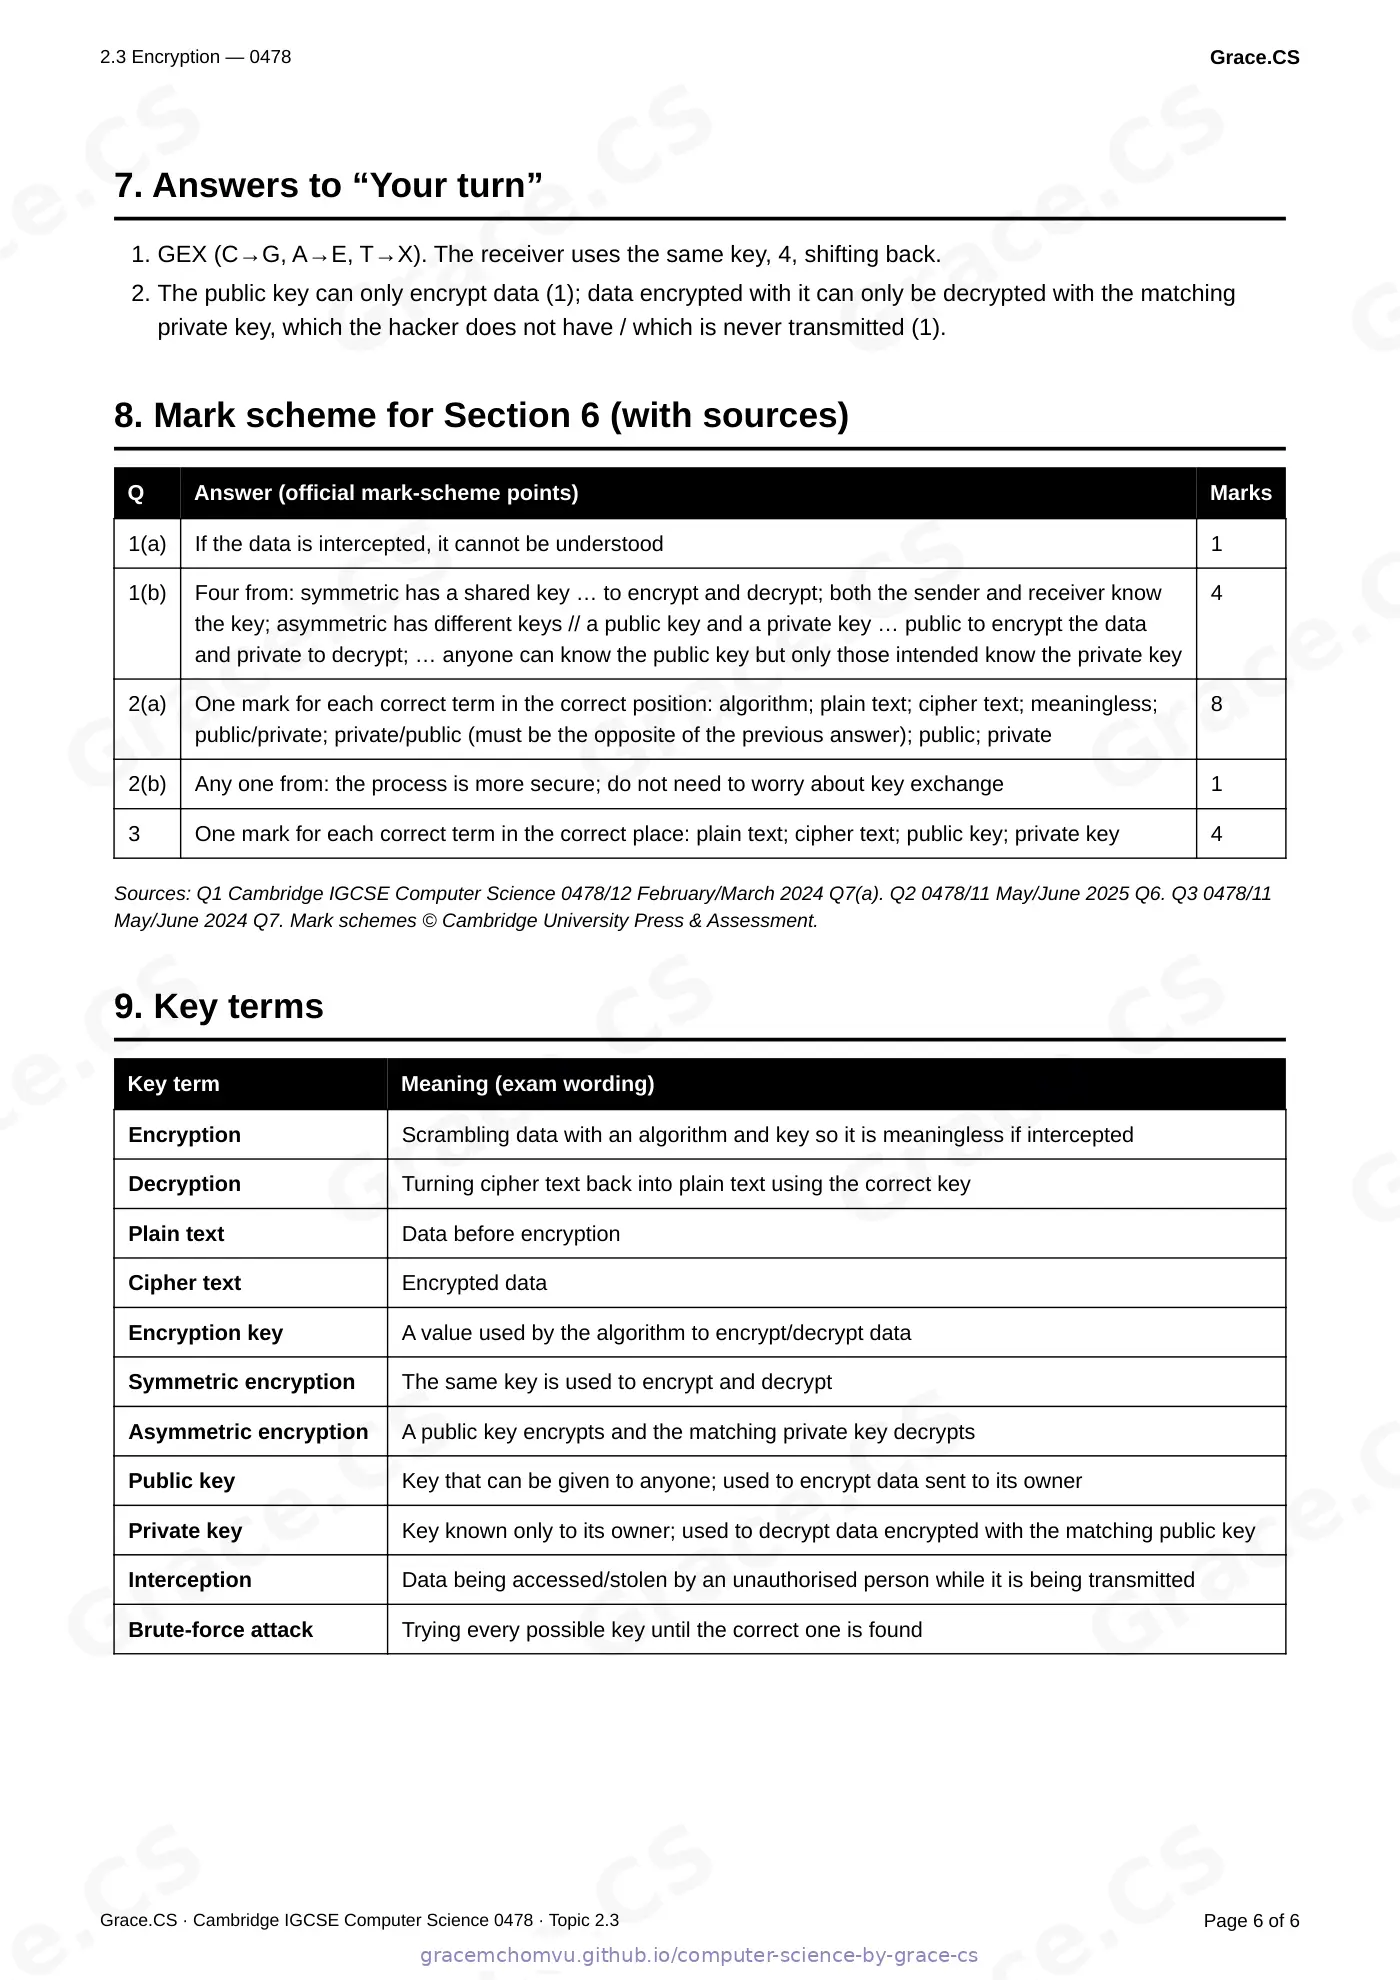 2.3 Encryption — 0478
Grace.CS
7. Answers to “Your turn”
1. GEX (C→G, A→E, T→X). The receiver uses the same key, 4, shifting back.
2. The public key can only encrypt data (1); data encrypted with it can only be decrypted with the matching
private key, which the hacker does not have / which is never transmitted (1).
8. Mark scheme for Section 6 (with sources)
Q Answer (official mark-scheme points) Marks
1(a) If the data is intercepted, it cannot be understood 1
1(b) Four from: symmetric has a shared key … to encrypt and decrypt; both the sender and receiver know 4
the key; asymmetric has different keys // a public key and a private key … public to encrypt the data
and private to decrypt; … anyone can know the public key but only those intended know the private key
2(a) One mark for each correct term in the correct position: algorithm; plain text; cipher text; meaningless; 8
public/private; private/public (must be the opposite of the previous answer); public; private
2(b) Any one from: the process is more secure; do not need to worry about key exchange 1
3 One mark for each correct term in the correct place: plain text; cipher text; public key; private key 4
Sources: Q1 Cambridge IGCSE Computer Science 0478/12 February/March 2024 Q7(a). Q2 0478/11 May/June 2025 Q6. Q3 0478/11
May/June 2024 Q7. Mark schemes © Cambridge University Press & Assessment.
9. Key terms
Key term Meaning (exam wording)
Encryption Scrambling data with an algorithm and key so it is meaningless if intercepted
Decryption Turning cipher text back into plain text using the correct key
Plain text Data before encryption
Cipher text Encrypted data
Encryption key A value used by the algorithm to encrypt/decrypt data
Symmetric encryption The same key is used to encrypt and decrypt
Asymmetric encryption A public key encrypts and the matching private key decrypts
Public key Key that can be given to anyone; used to encrypt data sent to its owner
Private key Key known only to its owner; used to decrypt data encrypted with the matching public key
Interception Data being accessed/stolen by an unauthorised person while it is being transmitted
Brute-force attack Trying every possible key until the correct one is found
Grace.CS · Cambridge IGCSE Computer Science 0478 · Topic 2.3
Page 6 of 6
gracemchomvu.github.io/computer-science-by-grace-cs